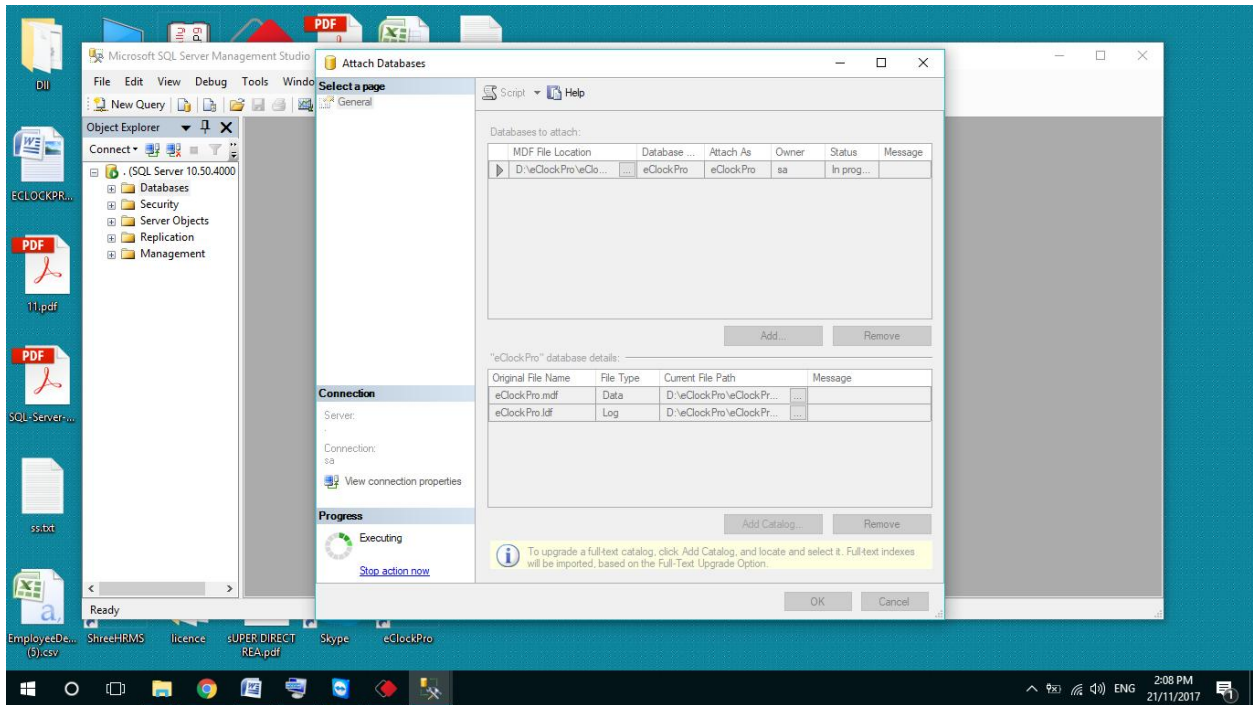 PDF
Dll
Microsoft SQL Server Management Studio
File Edit View Debug Tools Windo
New Query
Object Explorer
Connect
. (SQL Server 10.50.4000
Databases
Security
Server Objects
Replication
Management
Ready
Attach Databases
Select a page
General
Script Help
Databases to attach:
MDF File Location Database ... Attach As Owner Status Message
D:\eClockPro\eClo... ... eClockPro eClockPro sa In prog...
Add... Remove
"eClockPro" database details:
Original File Name File Type Current File Path Message
eClockPro.mdf Data D:\eClockPro\eClockPr... ...
eClockPro.ldf Log D:\eClockPro\eClockPr... ...
Add Catalog... Remove
To upgrade a full-text catalog, click Add Catalog, and locate and select it. Full-text indexes
will be imported, based on the Full-Text Upgrade Option.
OK Cancel
Connection
Server:
.
Connection:
sa
View connection properties
Progress
Executing
Stop action now
ECLOCKPR...
PDF
11.pdf
PDF
SQL-Server-...
ss.txt
a,
EmployeeDe...
(5).csv
ShreeHRMS
licence
sUPER DIRECT
REA.pdf
Skype
eClockPro
ENG
2:08 PM
21/11/2017
1